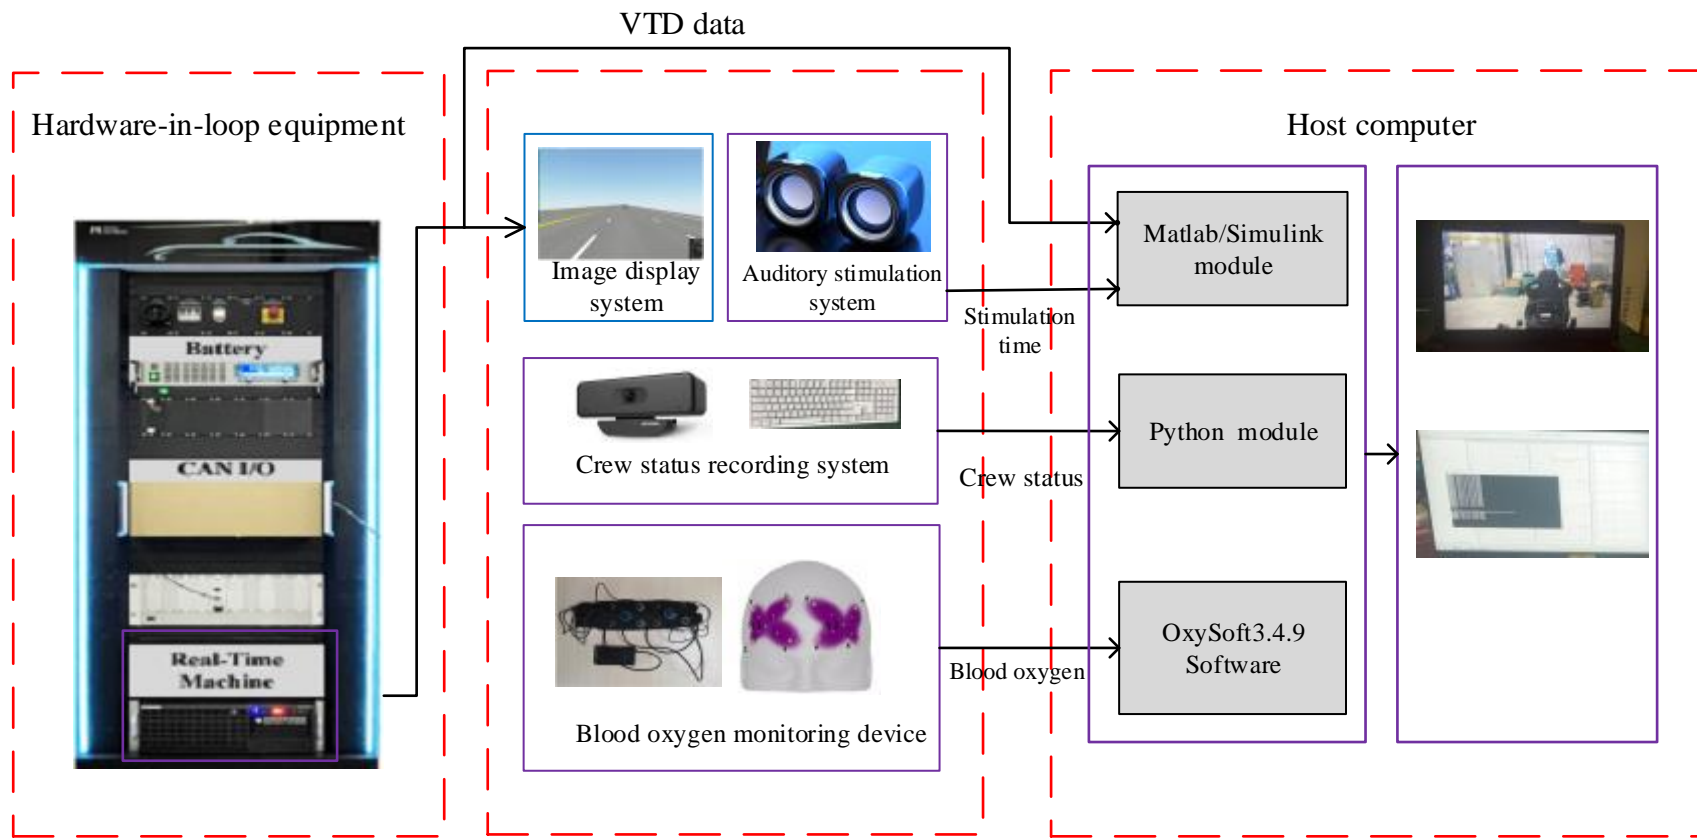 VTD data
Hardware-in-loop equipment
Battery
CAN I/O
Real-Time
Machine
Image display
system
Auditory stimulation
system
Stimulation
time
Crew status recording system
Crew status
Blood oxygen monitoring device
Blood oxygen
Host computer
Matlab/Simulink
module
Python module
OxySoft3.4.9
Software